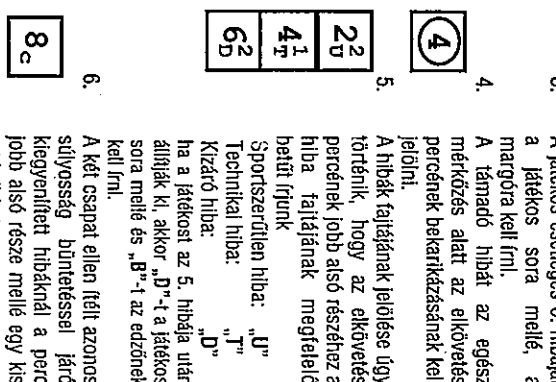 a játékos sora mellé, a
margóra kell írni.
4. A támadó hibát az egész
mérkőzés alatt az elkövetés
percének bekarikázásának kel
jelölni.
4
5. A hibák fajtájának jelölése úgy
történik, hogy az elkövetés
percének jobb alsó részéhez a
hiba fajtájának megfelelő
betűt írjunk
Sportszerűtlen hiba: „U”
Technikai hiba: „T”
Kizáró hiba: „D”
ha a játékost az 5. hibája után
állítják ki, akkor „D”-t a játékos
sora mellé és „B”-t az edzőnek
kell írni.
2U2
4T1
6D2
6. A két csapat ellen ítélt azonos
súlyosság büntetéssel járó
kiegyenlített hibáknál a perc
jobb alsó része mellé egy kis
8c